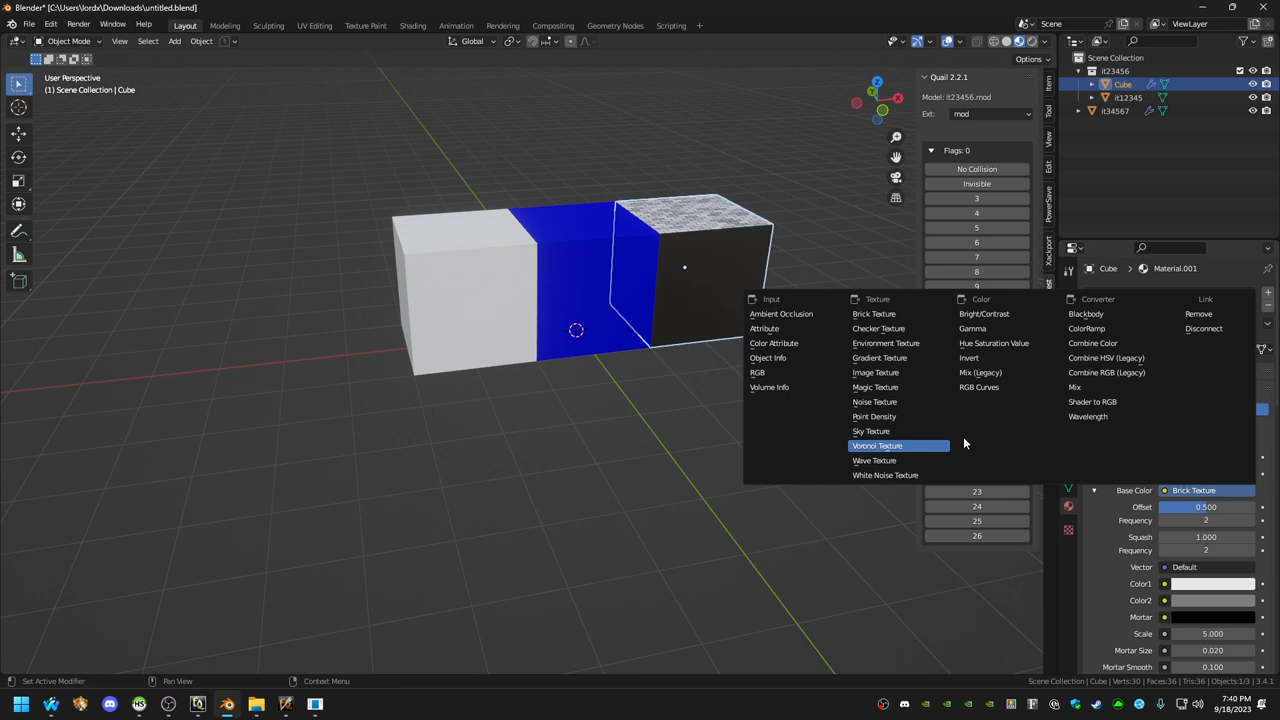 Blender* [C:\Users\lordx\Downloads\untitled.blend]
File Edit Render Window Help Layout Modeling Sculpting UV Editing Texture Paint Shading Animation Rendering Compositing Geometry Nodes Scripting + Scene ViewLayer
Object Mode View Select Add Object Global
Options
User Perspective
(1) Scene Collection | Cube
Z
Y
X
Quail 2.2.1
Model: it23456.mod
Ext: mod
Flags: 0
No Collision
Invisible
3
4
5
6
7
8
9
23
24
25
26
Item
Tool
View
Edit
PowerSave
Xackport
Scene Collection
it23456
Cube
it12345
it34567
Cube > Material.001
Input
Ambient Occlusion
Attribute
Color Attribute
Object Info
RGB
Volume Info
Texture
Brick Texture
Checker Texture
Environment Texture
Gradient Texture
Image Texture
Magic Texture
Noise Texture
Point Density
Sky Texture
Voronoi Texture
Wave Texture
White Noise Texture
Color
Bright/Contrast
Gamma
Hue Saturation Value
Invert
Mix (Legacy)
RGB Curves
Converter
Blackbody
ColorRamp
Combine Color
Combine HSV (Legacy)
Combine RGB (Legacy)
Mix
Shader to RGB
Wavelength
Link
Remove
Disconnect
Base Color Brick Texture
Offset 0.500
Frequency 2
Squash 1.000
Frequency 2
Vector Default
Color1
Color2
Mortar
Scale 5.000
Mortar Size 0.020
Mortar Smooth 0.100
Set Active Modifier Pan View Context Menu Scene Collection | Cube | Verts:30 | Faces:36 | Tris:36 | Objects:1/3 | 3.4.1
7:40 PM
9/18/2023